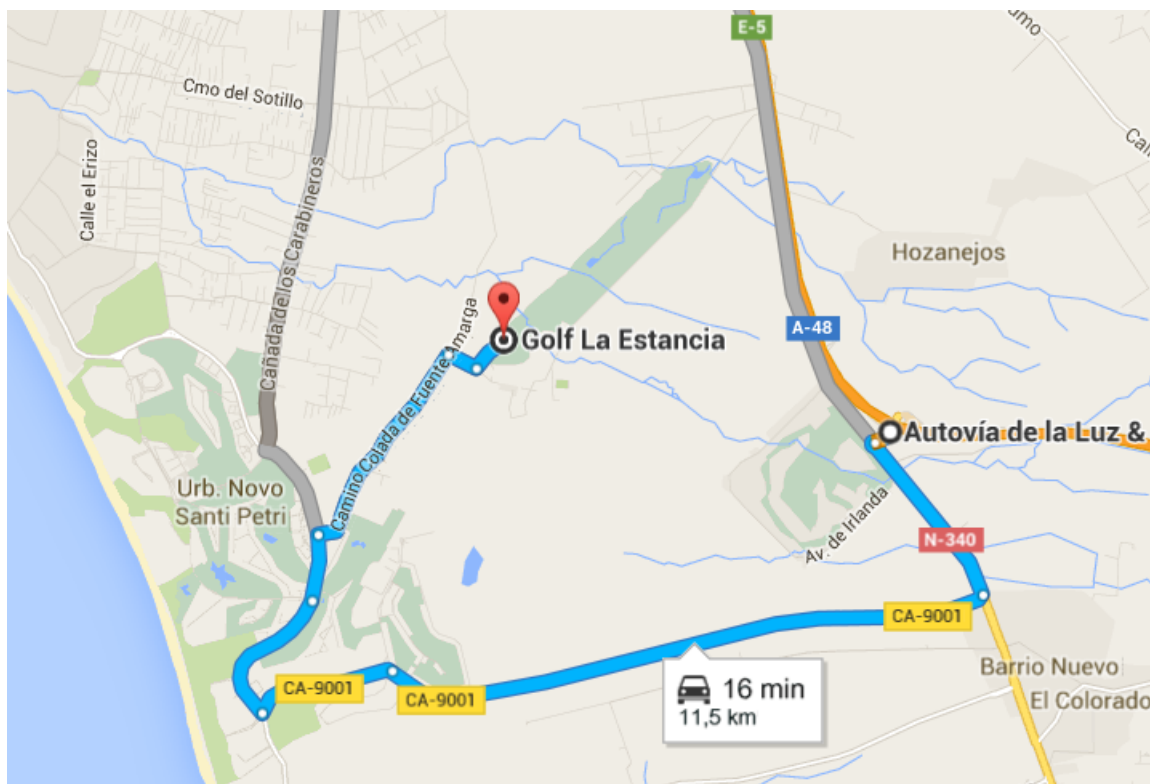 E-5
Cmo del Sotillo
Calle el Erizo
Cañada de los Carabineros
Hozanejos
A-48
Golf La Estancia
Camino Colada de Fuente Amarga
Autovía de la Luz &
Urb. Novo
Santi Petri
Av. de Irlanda
N-340
CA-9001
Barrio Nuevo
El Colorado
CA-9001
CA-9001
16 min
11,5 km